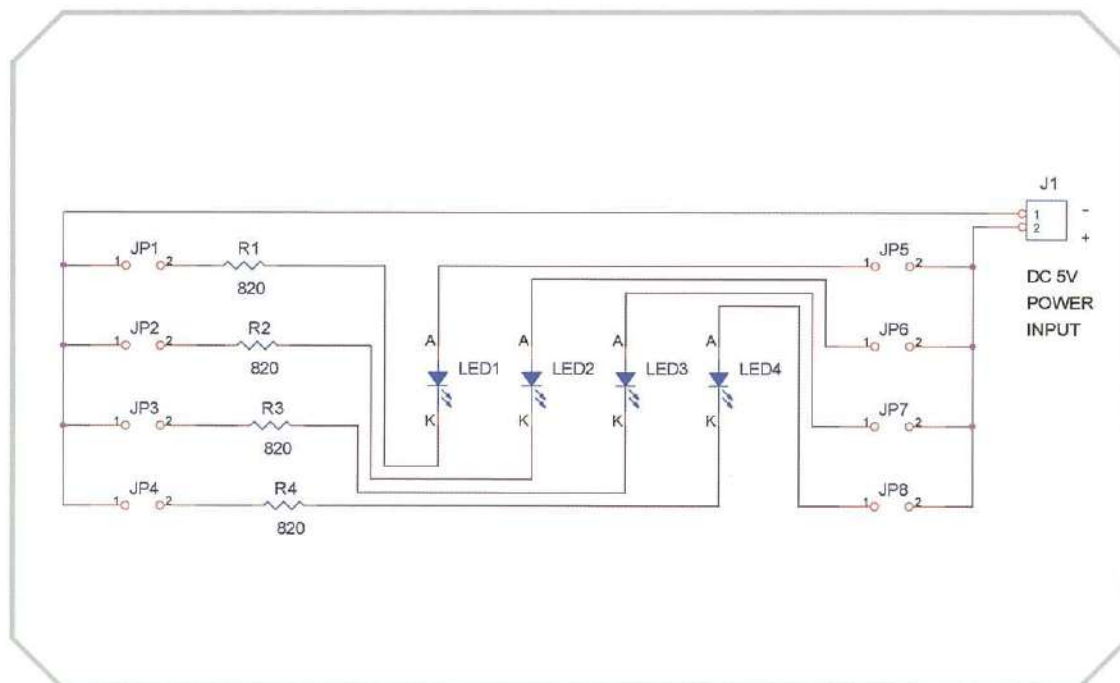 J1
1 -
2
+
DC 5V
POWER
INPUT
JP1
1 2
R1
820
JP5
1 2
JP2
1 2
R2
820
JP6
1 2
A LED1
K
A LED2
K
A LED3
K
A LED4
K
JP3
1 2
R3
820
JP7
1 2
JP4
1 2
R4
820
JP8
1 2